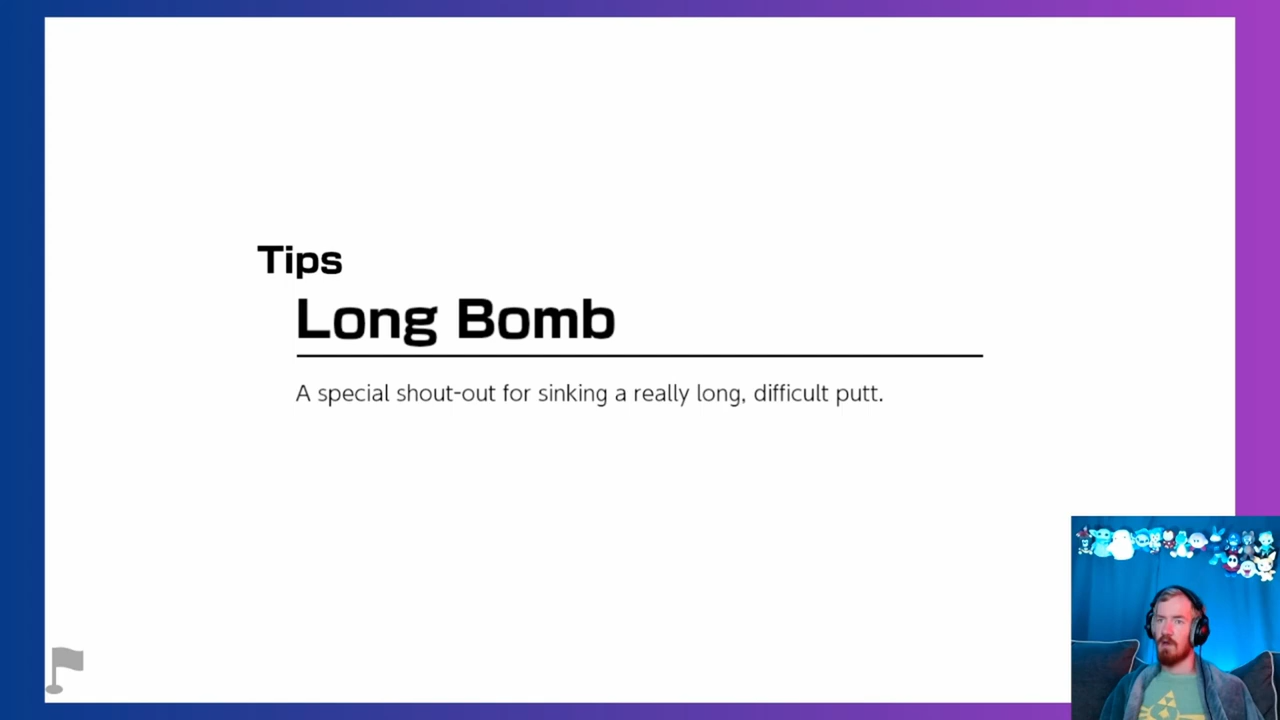 Tips
Long Bomb
A special shout-out for sinking a really long, difficult putt.